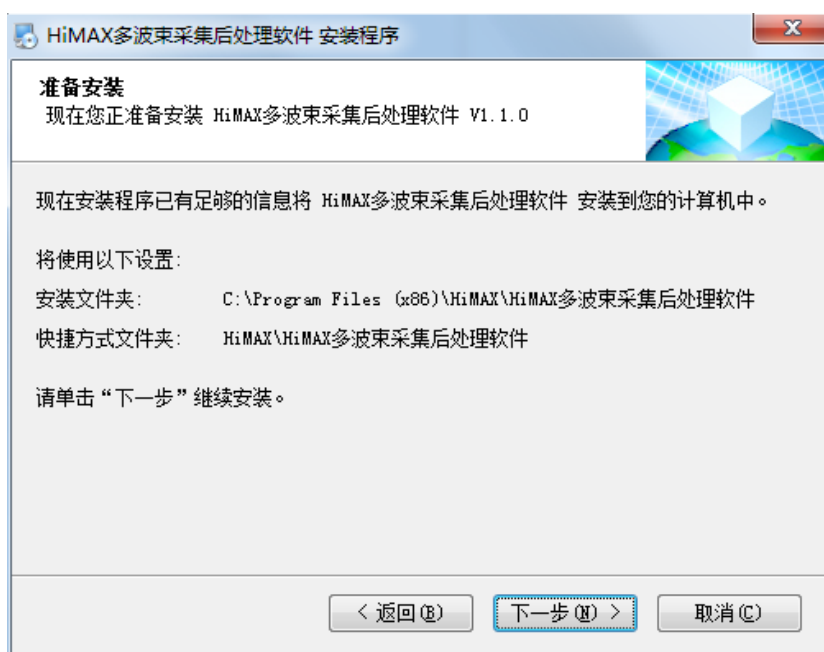 HiMAX多波束采集后处理软件 安装程序
准备安装
现在您正准备安装 HiMAX多波束采集后处理软件 V1.1.0
现在安装程序已有足够的信息将 HiMAX多波束采集后处理软件 安装到您的计算机中。
将使用以下设置:
安装文件夹: C:\Program Files (x86)\HiMAX\HiMAX多波束采集后处理软件
快捷方式文件夹: HiMAX\HiMAX多波束采集后处理软件
请单击“下一步”继续安装。
< 返回(B) 下一步(N) > 取消(C)